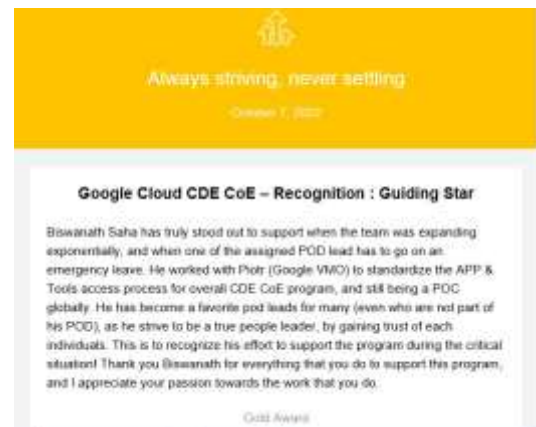 Always striving, never settling
October 7, 2022
Google Cloud CDE CoE – Recognition : Guiding Star
Biswanath Saha has truly stood out to support when the team was expanding
exponentially, and when one of the assigned POD lead has to go on an
emergency leave. He worked with Piotr (Google VMO) to standardize the APP &
Tools access process for overall CDE CoE program, and still being a POC
globally. He has become a favorite pod leads for many (even who are not part of
his POD), as he strive to be a true people leader, by gaining trust of each
individuals. This is to recognize his effort to support the program during the critical
situation! Thank you Biswanath for everything that you do to support this program,
and I appreciate your passion towards the work that you do.
Gold Award